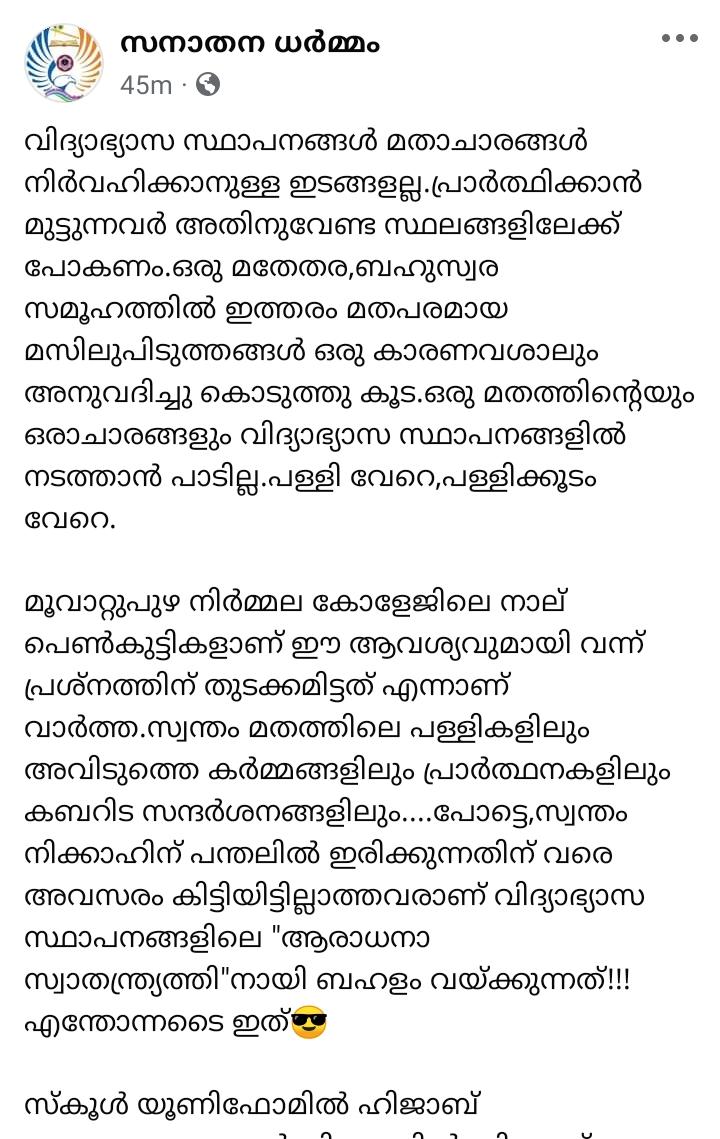 സനാതന ധർമ്മം
45m ·
വിദ്യാഭ്യാസ സ്ഥാപനങ്ങൾ മതാചാരങ്ങൾ
നിർവഹിക്കാനുള്ള ഇടങ്ങളല്ല.പ്രാർത്ഥിക്കാൻ
മുട്ടുന്നവർ അതിനുവേണ്ട സ്ഥലങ്ങളിലേക്ക്
പോകണം.ഒരു മതേതര,ബഹുസ്വര
സമൂഹത്തിൽ ഇത്തരം മതപരമായ
മസിലുപിടുത്തങ്ങൾ ഒരു കാരണവശാലും
അനുവദിച്ചു കൊടുത്തു കൂട.ഒരു മതത്തിന്റെയും
ഒരാചാരങ്ങളും വിദ്യാഭ്യാസ സ്ഥാപനങ്ങളിൽ
നടത്താൻ പാടില്ല.പള്ളി വേറെ,പള്ളിക്കൂടം
വേറെ.
മൂവാറ്റുപുഴ നിർമ്മല കോളേജിലെ നാല്
പെൺകുട്ടികളാണ് ഈ ആവശ്യവുമായി വന്ന്
പ്രശ്നത്തിന് തുടക്കമിട്ടത് എന്നാണ്
വാർത്ത.സ്വന്തം മതത്തിലെ പള്ളികളിലും
അവിടുത്തെ കർമ്മങ്ങളിലും പ്രാർത്ഥനകളിലും
കബറിട സന്ദർശനങ്ങളിലും....പോട്ടെ,സ്വന്തം
നിക്കാഹിന് പന്തലിൽ ഇരിക്കുന്നതിന് വരെ
അവസരം കിട്ടിയിട്ടില്ലാത്തവരാണ് വിദ്യാഭ്യാസ
സ്ഥാപനങ്ങളിലെ "ആരാധനാ
സ്വാതന്ത്ര്യത്തി"നായി ബഹളം വയ്ക്കുന്നത്!!!
എന്തോന്നടൈ ഇത്😎
സ്കൂൾ യൂണിഫോമിൽ ഹിജാബ്